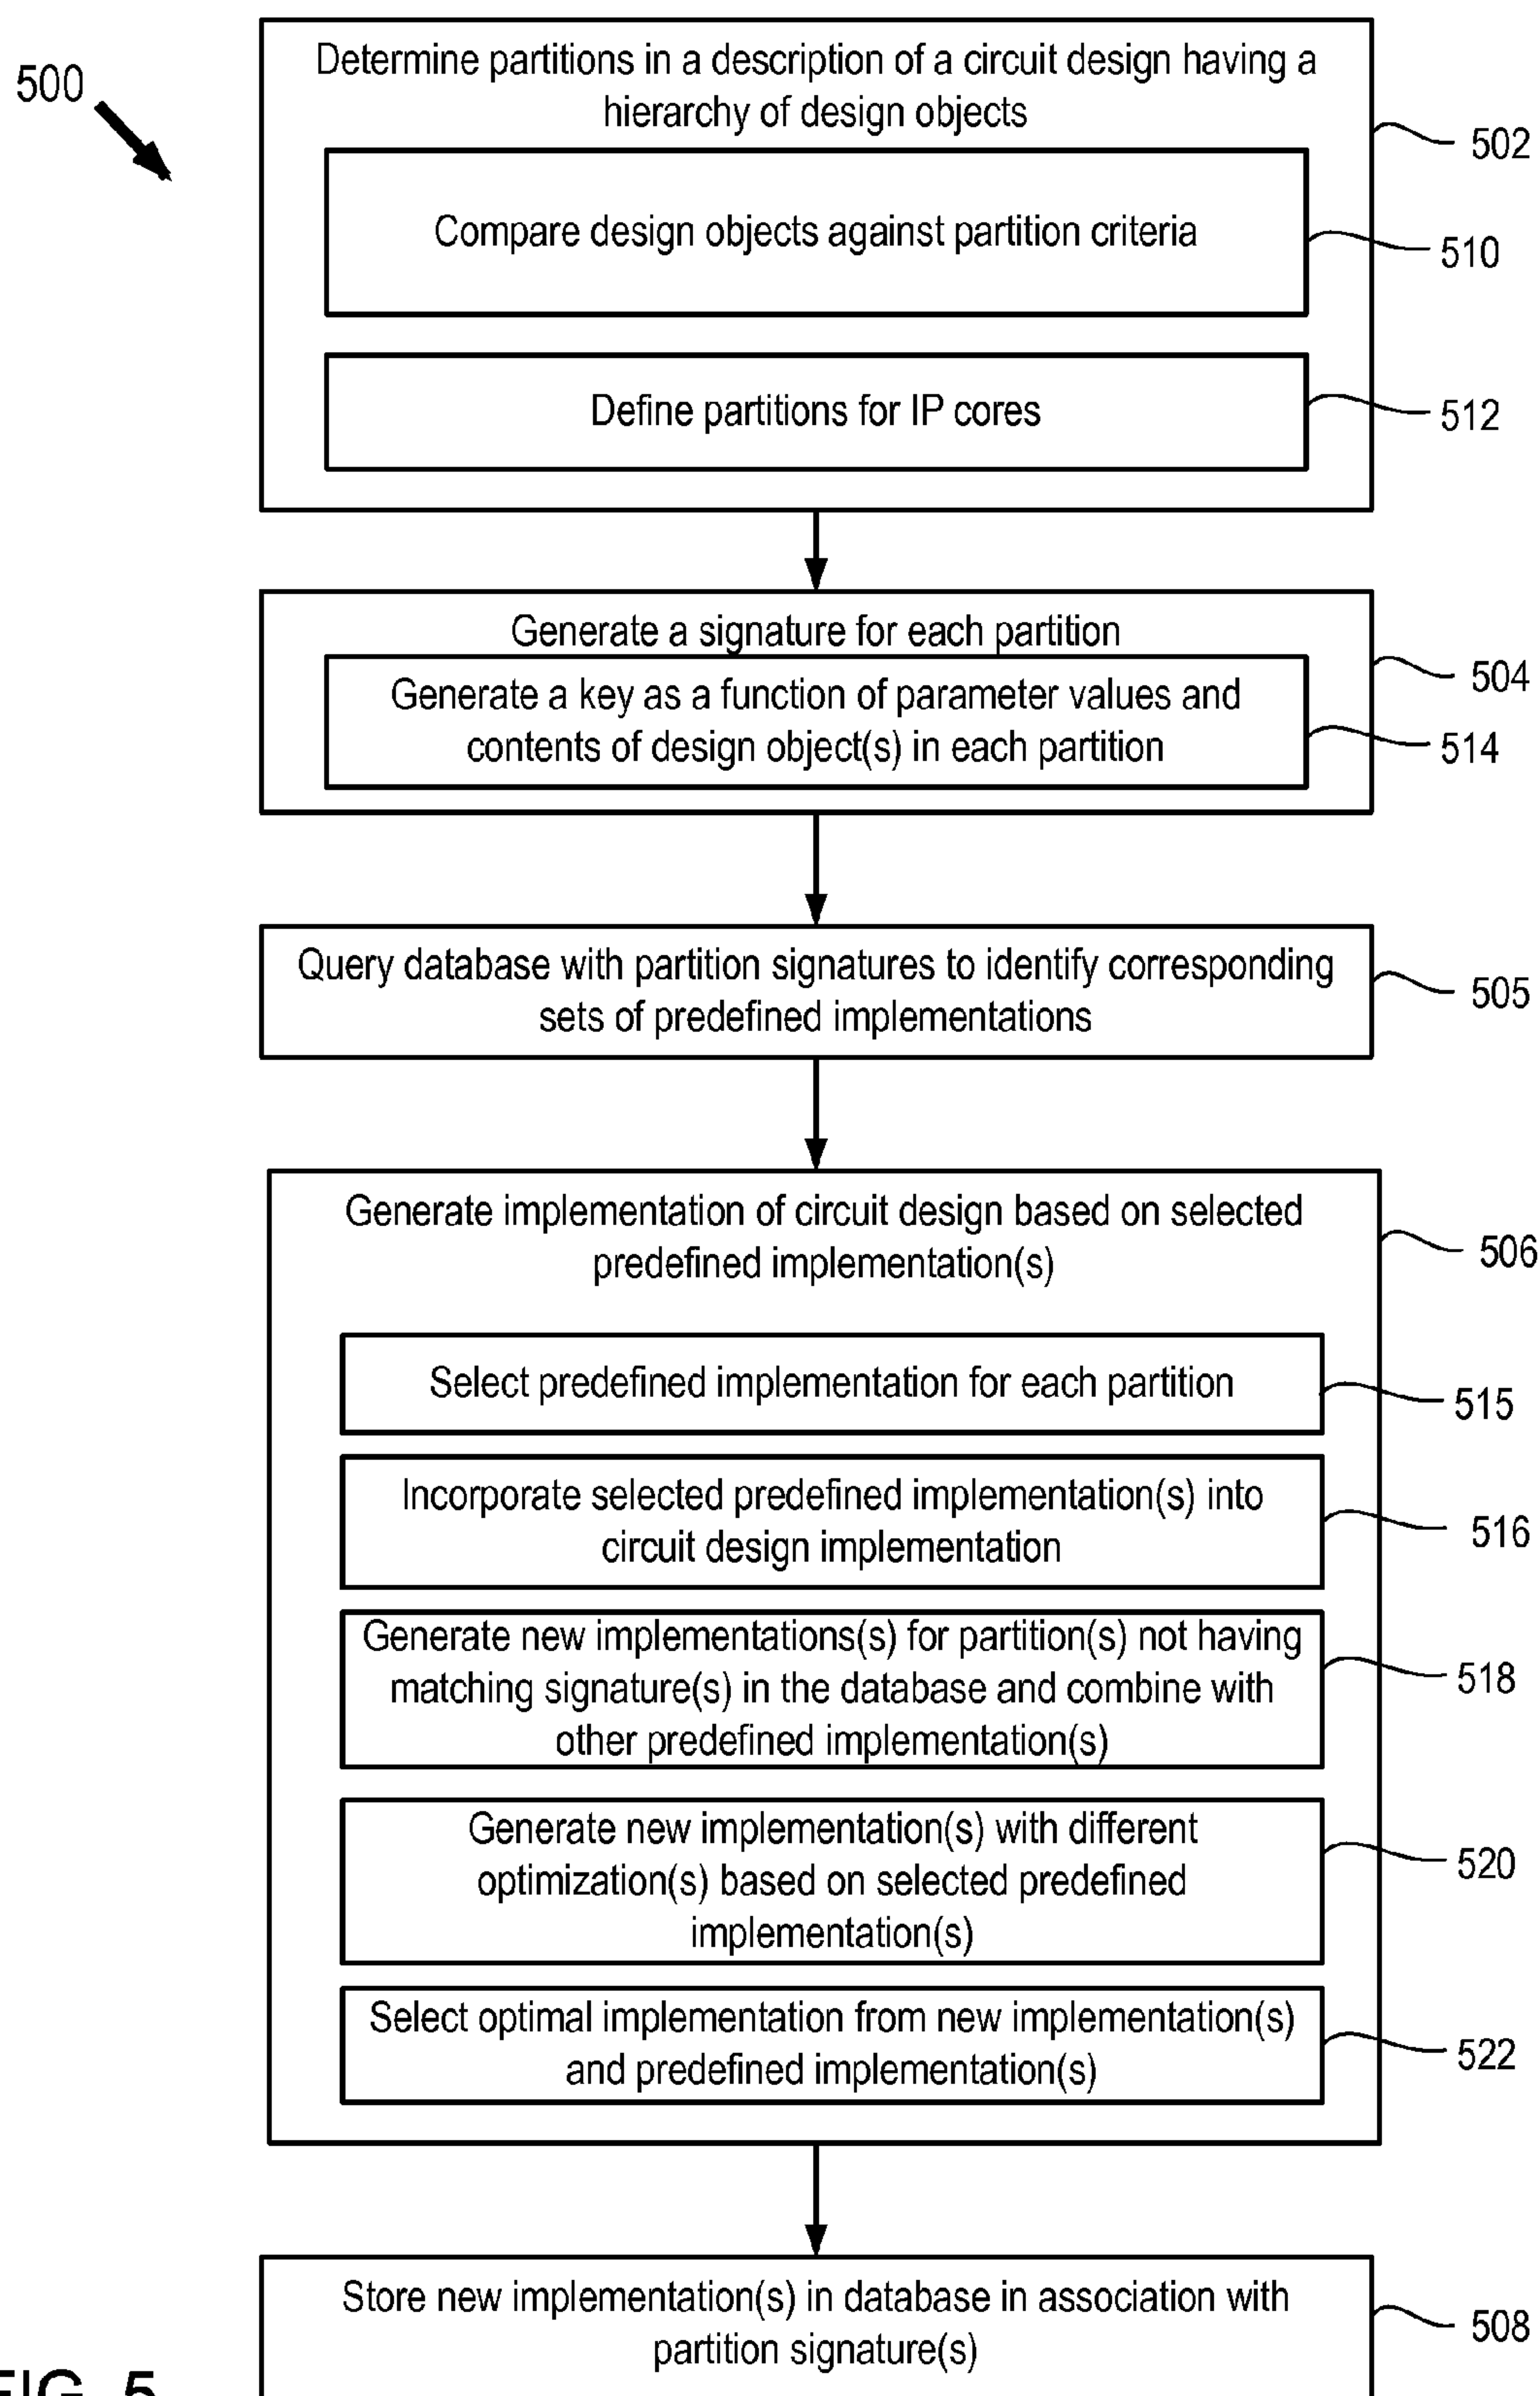 500
Determine partitions in a description of a circuit design having a
hierarchy of design objects
502
Compare design objects against partition criteria
510
Define partitions for IP cores
512
Generate a signature for each partition
504
Generate a key as a function of parameter values and
contents of design object(s) in each partition
514
Query database with partition signatures to identify corresponding
sets of predefined implementations
505
Generate implementation of circuit design based on selected
predefined implementation(s)
506
Select predefined implementation for each partition
515
Incorporate selected predefined implementation(s) into
circuit design implementation
516
Generate new implementations(s) for partition(s) not having
matching signature(s) in the database and combine with
other predefined implementation(s)
518
Generate new implementation(s) with different
optimization(s) based on selected predefined
implementation(s)
520
Select optimal implementation from new implementation(s)
and predefined implementation(s)
522
Store new implementation(s) in database in association with
partition signature(s)
508
FIG. 5